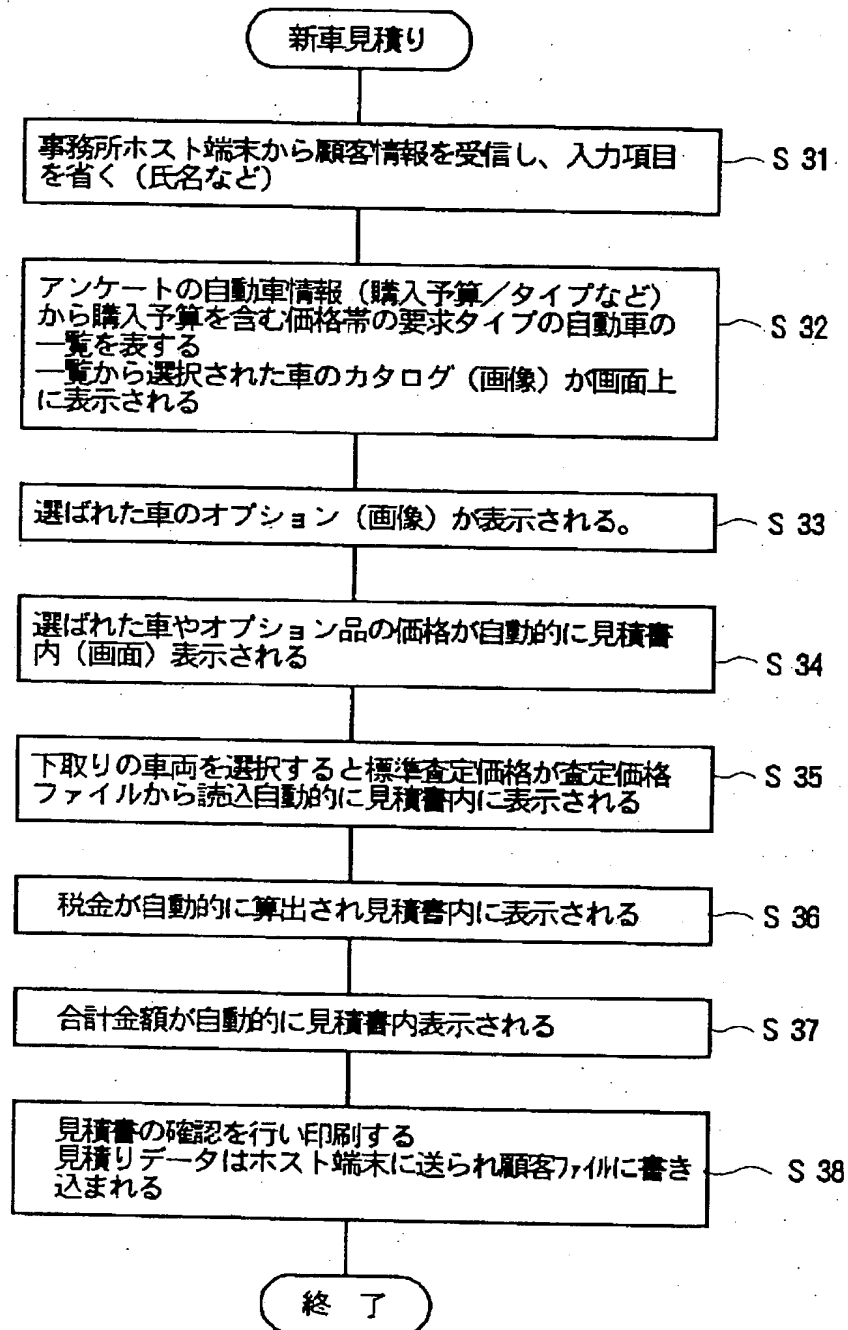 新車見積り
事務所ホスト端末から顧客情報を受信し、入力項目
を省く（氏名など）
S 31
アンケートの自動車情報（購入予算／タイプなど）
から購入予算を含む価格帯の要求タイプの自動車の
一覧を表する
一覧から選択された車のカタログ（画像）が画面上
に表示される
S 32
選ばれた車のオプション（画像）が表示される。
S 33
選ばれた車やオプション品の価格が自動的に見積書
内（画面）表示される
S 34
下取りの車両を選択すると標準査定価格が査定価格
ファイルから読込自動的に見積書内に表示される
S 35
税金が自動的に算出され見積書内に表示される
S 36
合計金額が自動的に見積書内表示される
S 37
見積書の確認を行い印刷する
見積りデータはホスト端末に送られ顧客ファイルに書き
込まれる
S 38
終 了